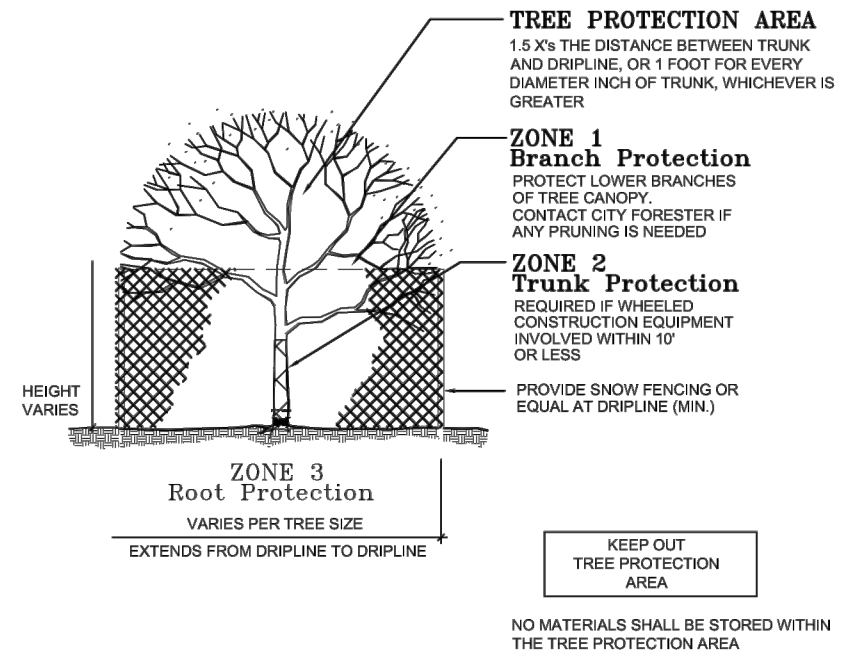 TREE PROTECTION AREA
1.5 X's THE DISTANCE BETWEEN TRUNK
AND DRIPLINE, OR 1 FOOT FOR EVERY
DIAMETER INCH OF TRUNK, WHICHEVER IS
GREATER
ZONE 1
Branch Protection
PROTECT LOWER BRANCHES
OF TREE CANOPY.
CONTACT CITY FORESTER IF
ANY PRUNING IS NEEDED
ZONE 2
Trunk Protection
REQUIRED IF WHEELED
CONSTRUCTION EQUIPMENT
INVOLVED WITHIN 10'
OR LESS
PROVIDE SNOW FENCING OR
EQUAL AT DRIPLINE (MIN.)
HEIGHT
VARIES
ZONE 3
Root Protection
VARIES PER TREE SIZE
EXTENDS FROM DRIPLINE TO DRIPLINE
KEEP OUT
TREE PROTECTION
AREA
NO MATERIALS SHALL BE STORED WITHIN
THE TREE PROTECTION AREA